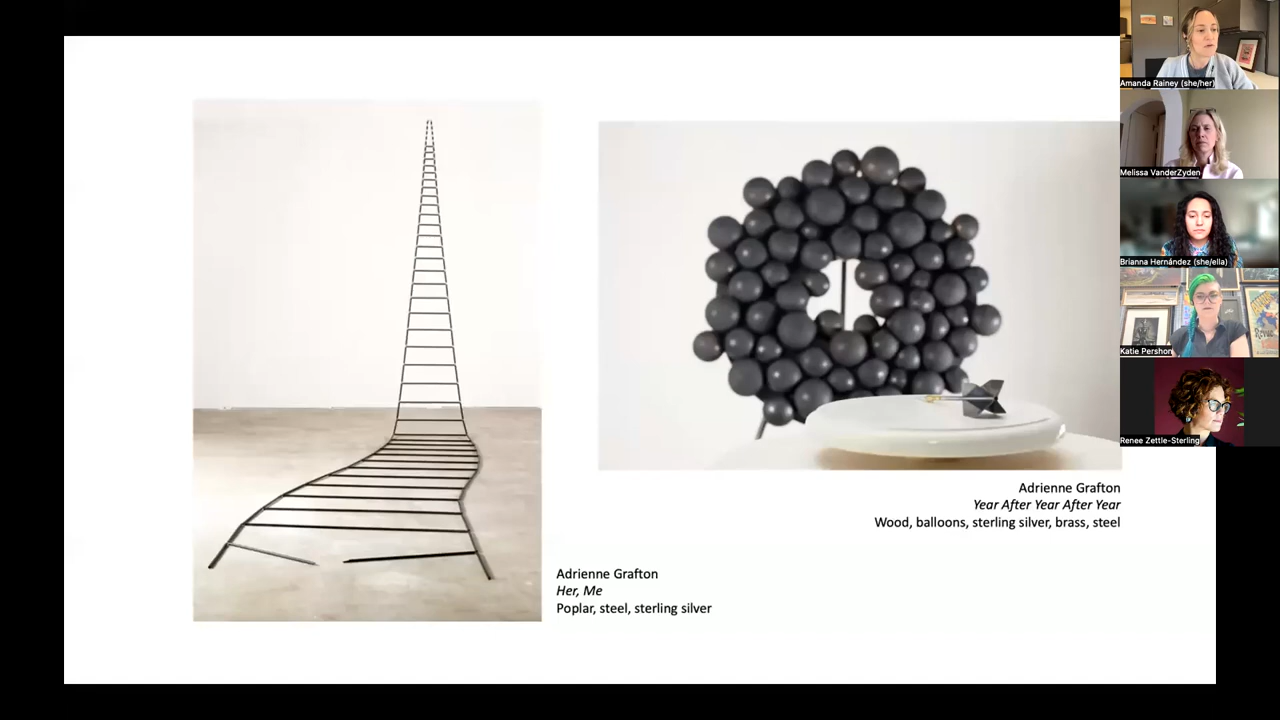 Adrienne Grafton
Her, Me
Poplar, steel, sterling silver
Adrienne Grafton
Year After Year After Year
Wood, balloons, sterling silver, brass, steel
Amanda Rainey (she/her)
Melissa VanderZyden
Brianna Hernández (she/ella)
Katie Pershon
Renee Zettle-Sterling